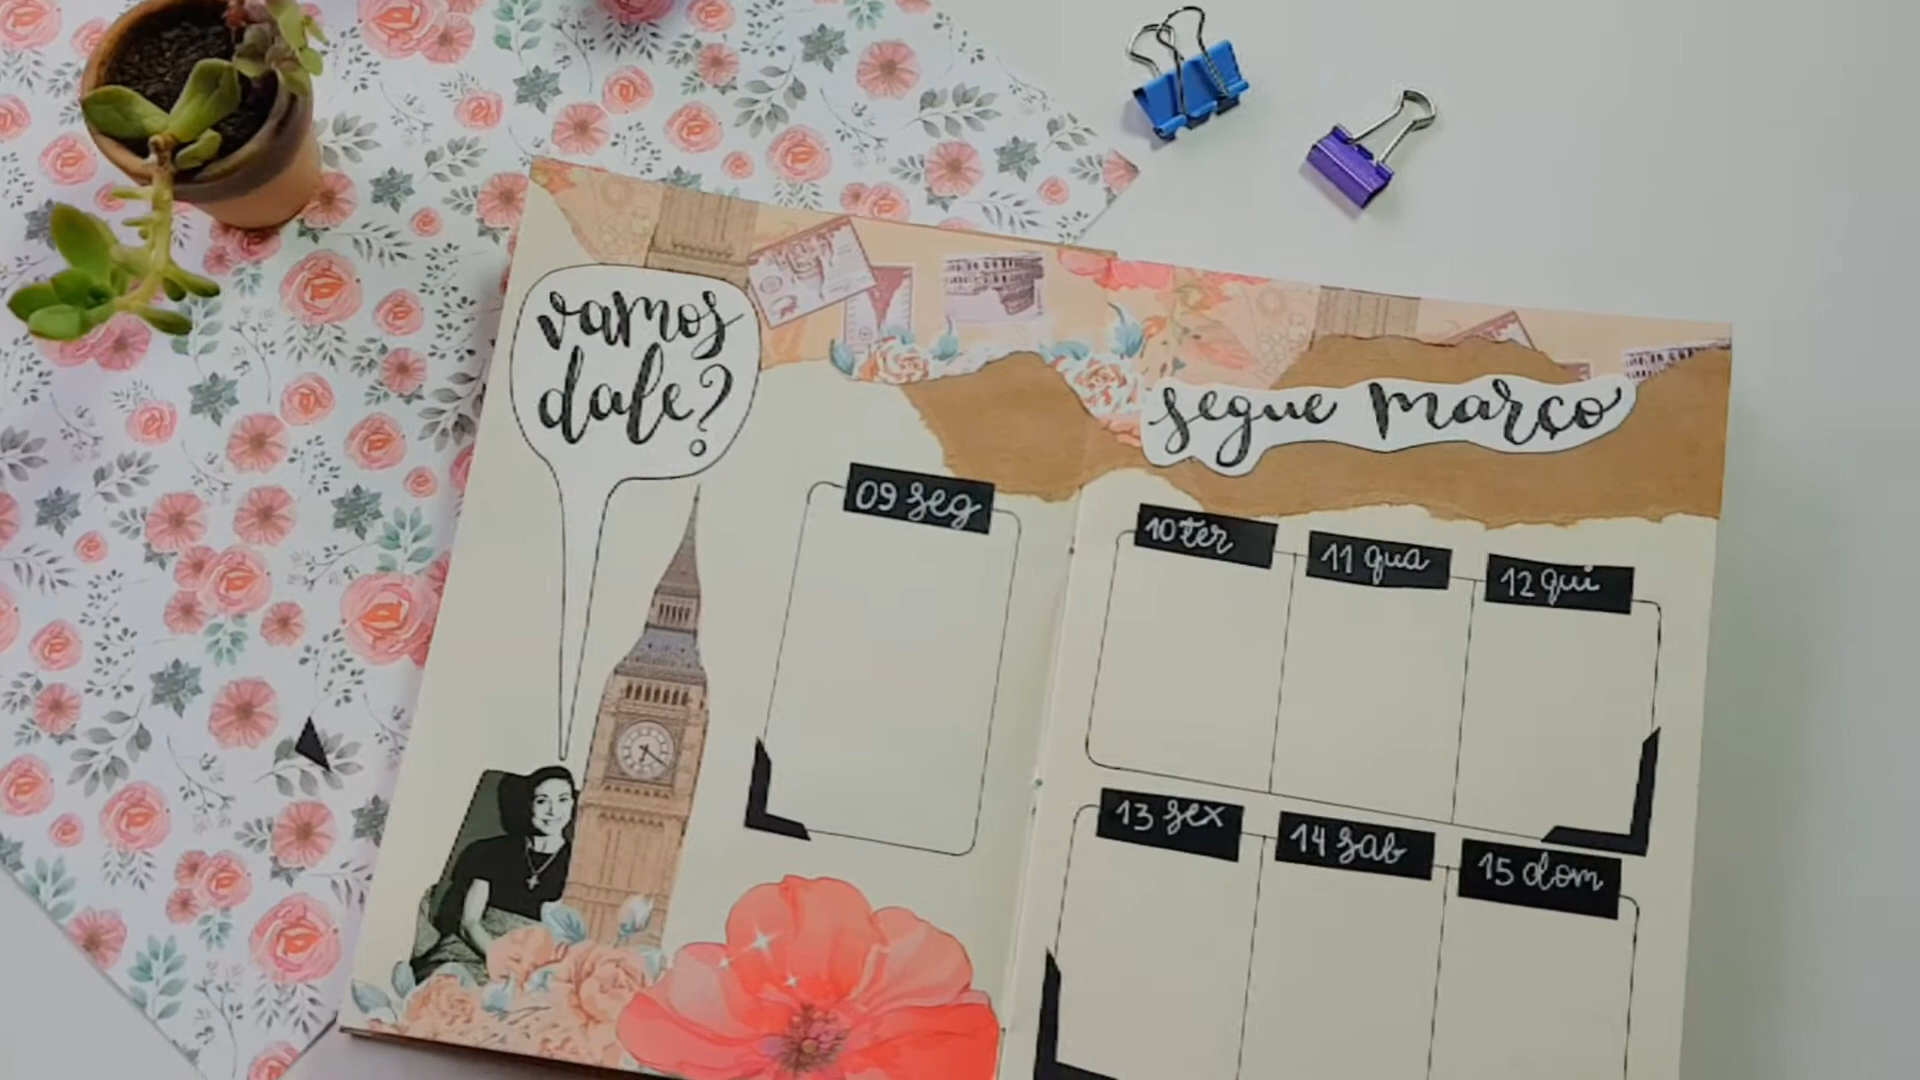 vamos
dale?
segue março
09 seg
10 ter
11 qua
12 qui
13 sex
14 sab
15 dom